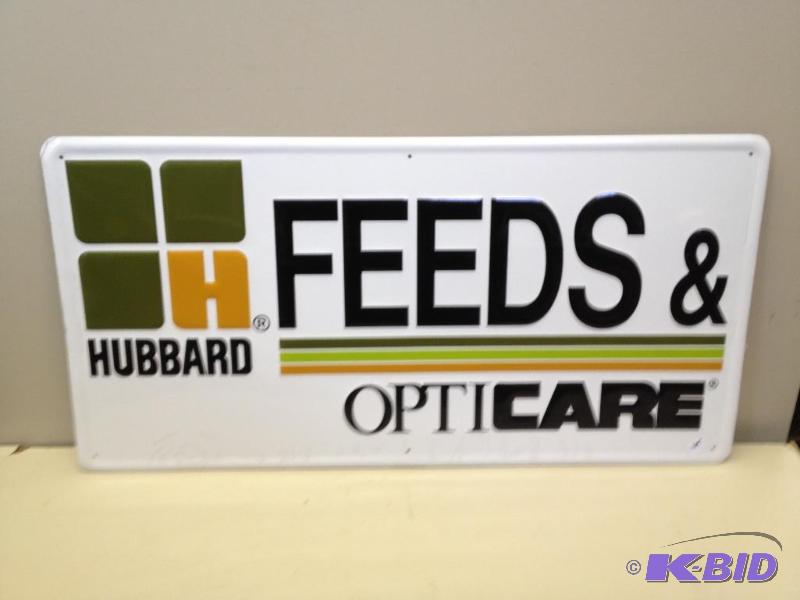 H®
HUBBARD
FEEDS &
OPTICARE®
© K-BID